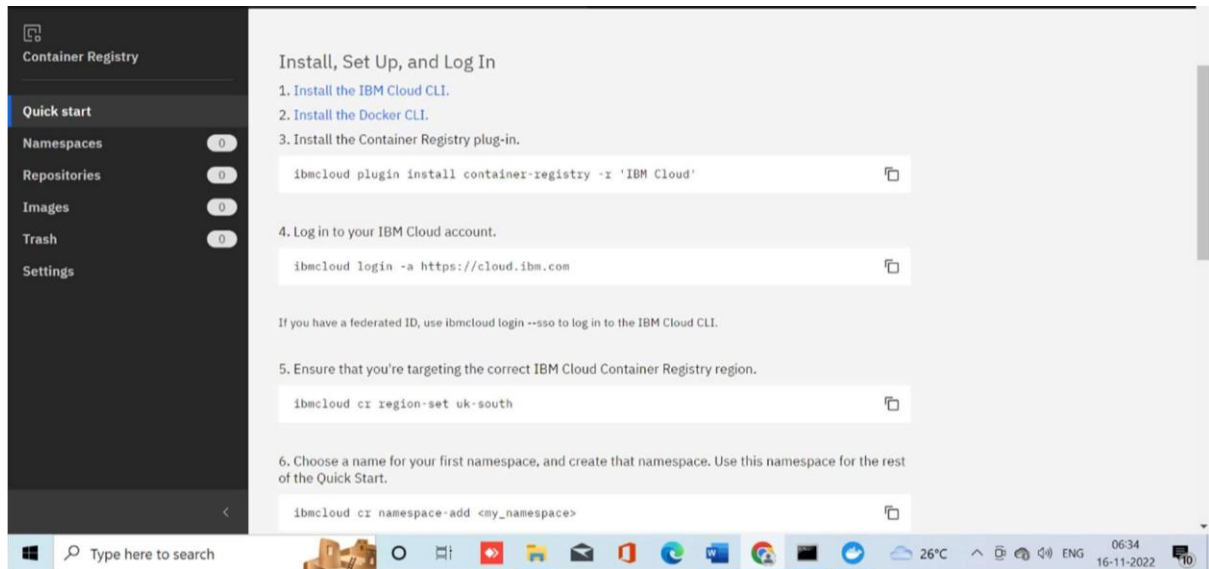 Container Registry
Quick start
Namespaces 0
Repositories 0
Images 0
Trash 0
Settings
Install, Set Up, and Log In
1. Install the IBM Cloud CLI.
2. Install the Docker CLI.
3. Install the Container Registry plug-in.
ibmcloud plugin install container-registry -r 'IBM Cloud'
4. Log in to your IBM Cloud account.
ibmcloud login -a https://cloud.ibm.com
If you have a federated ID, use ibmcloud login --sso to log in to the IBM Cloud CLI.
5. Ensure that you're targeting the correct IBM Cloud Container Registry region.
ibmcloud cr region-set uk-south
6. Choose a name for your first namespace, and create that namespace. Use this namespace for the rest
of the Quick Start.
ibmcloud cr namespace-add <my_namespace>
Type here to search
26°C
ENG
06:34
16-11-2022
10